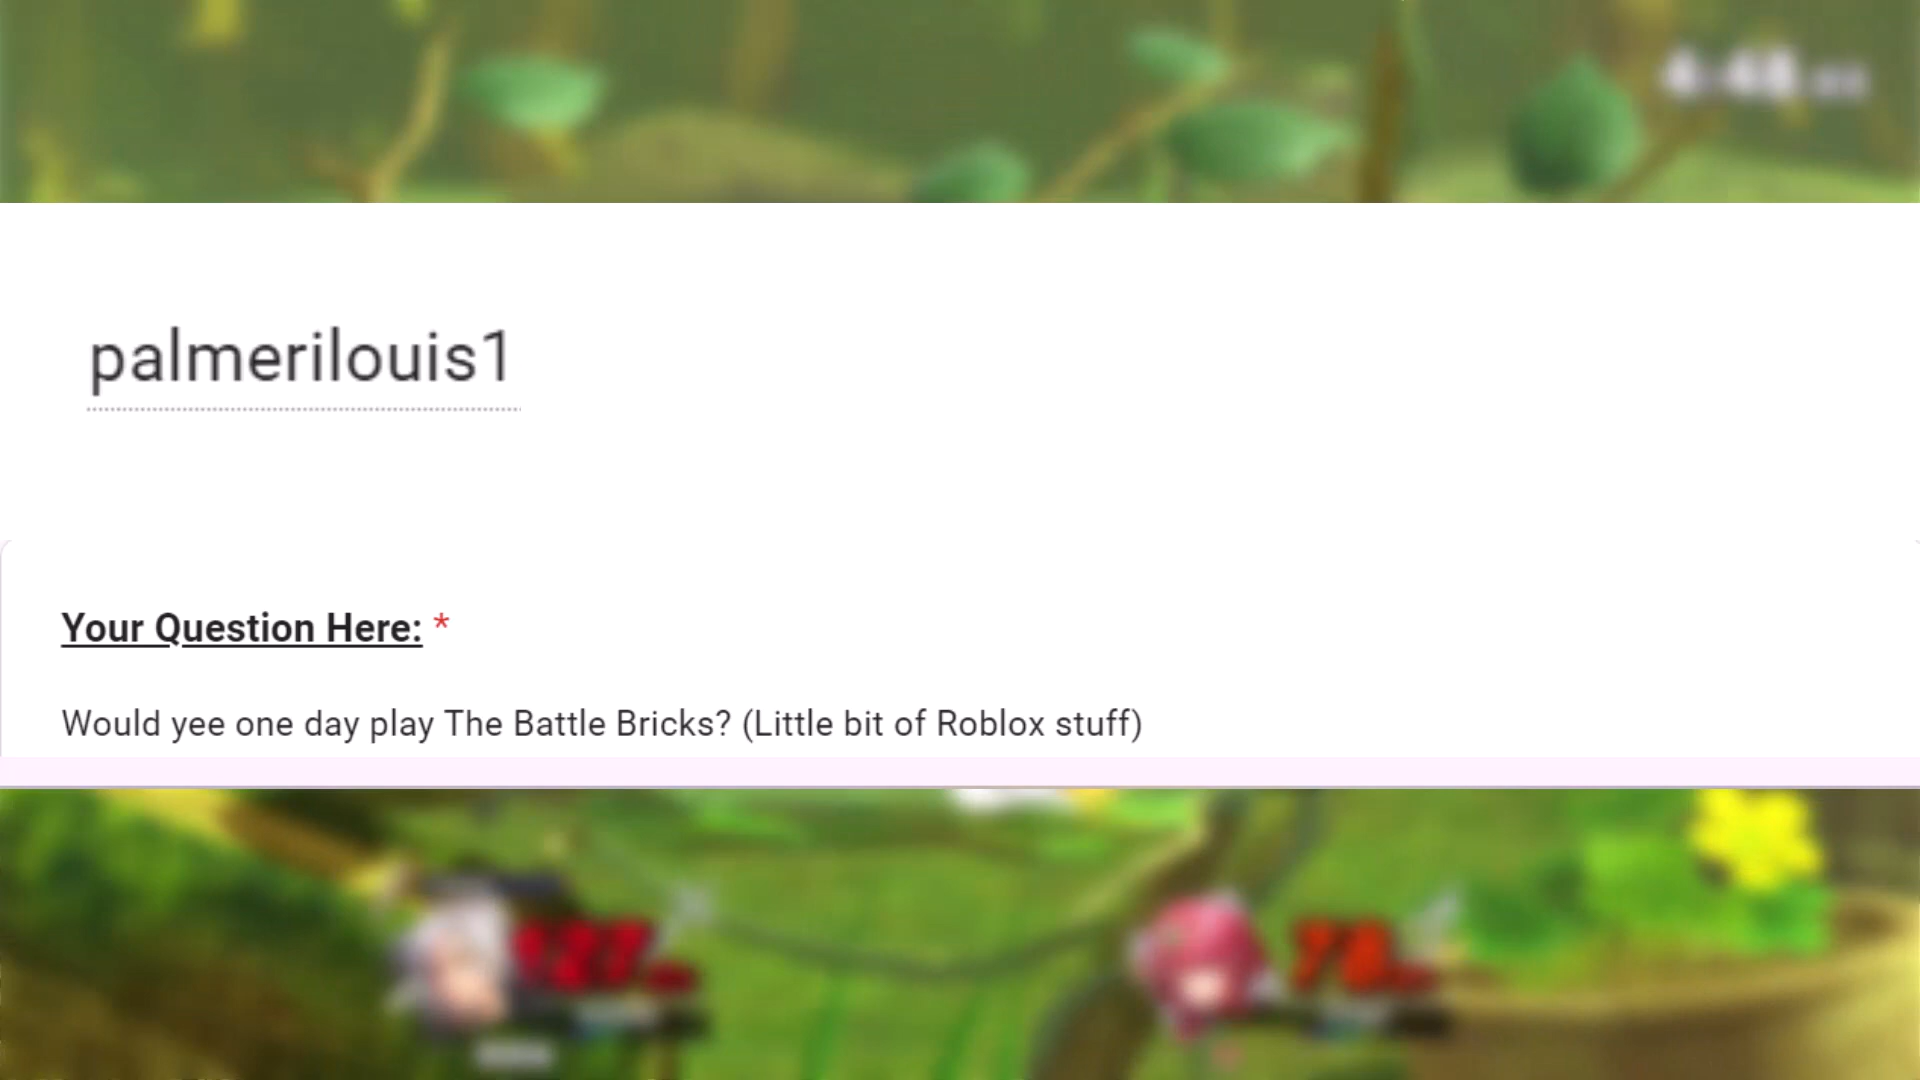 palmerilouis1
Your Question Here: *
Would yee one day play The Battle Bricks? (Little bit of Roblox stuff)